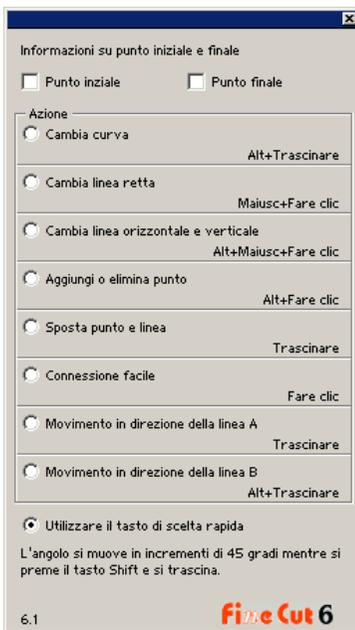 Informazioni su punto iniziale e finale
Punto inziale Punto finale
Azione
Cambia curva
Alt+Trascinare
Cambia linea retta
Maiusc+Fare clic
Cambia linea orizzontale e verticale
Alt+Maiusc+Fare clic
Aggiungi o elimina punto
Alt+Fare clic
Sposta punto e linea
Trascinare
Connessione facile
Fare clic
Movimento in direzione della linea A
Trascinare
Movimento in direzione della linea B
Alt+Trascinare
Utilizzare il tasto di scelta rapida
L'angolo si muove in incrementi di 45 gradi mentre si
preme il tasto Shift e si trascina.
6.1 Fine Cut 6